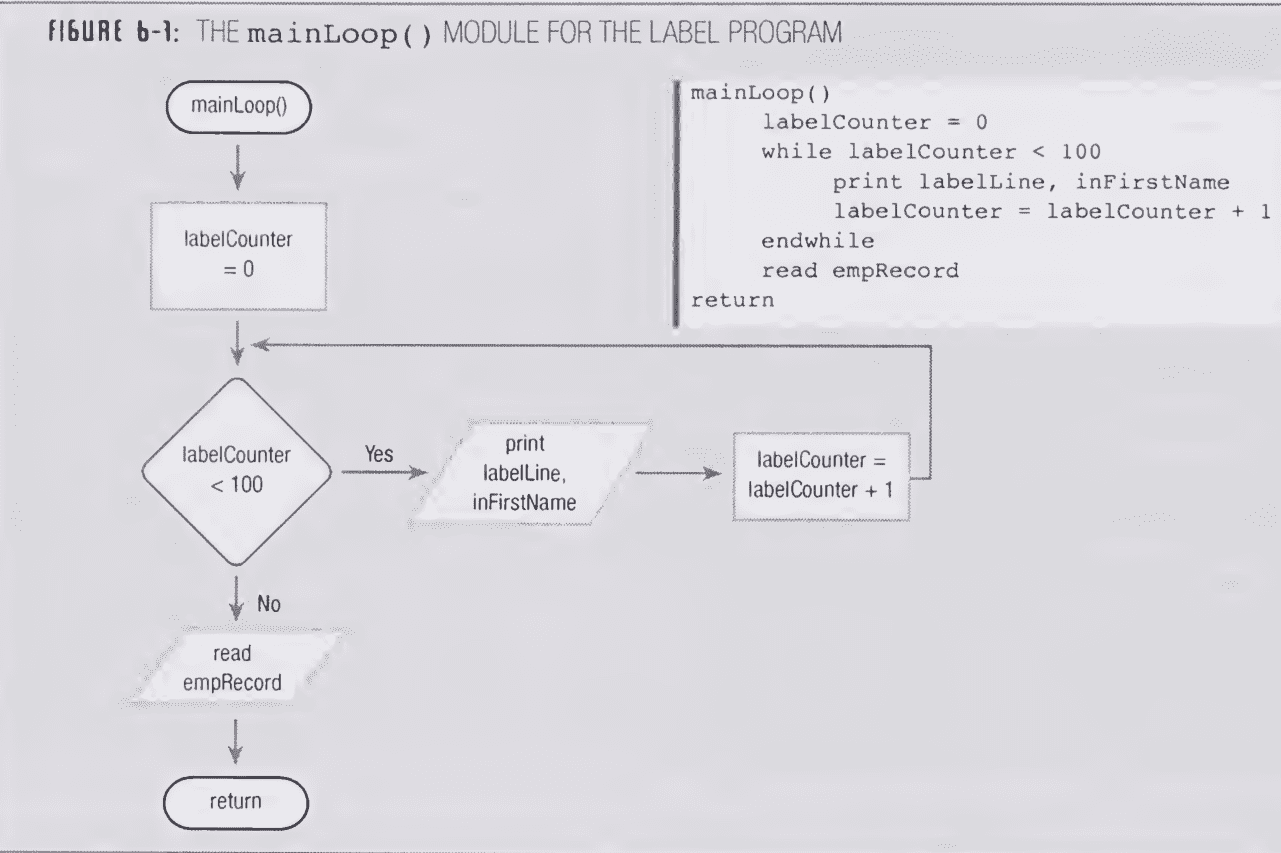 FIGURE 6-1: THE mainLoop() MODULE FOR THE LABEL PROGRAM
mainLoop()
labelCounter
= 0
labelCounter
< 100
Yes
print
labelLine,
inFirstName
labelCounter =
labelCounter + 1
No
read
empRecord
return
mainLoop()
labelCounter = 0
while labelCounter < 100
print labelLine, inFirstName
labelCounter = labelCounter + 1
endwhile
read empRecord
return